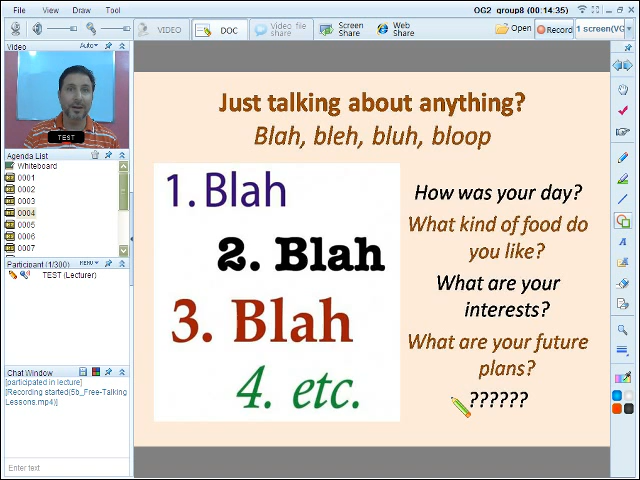 File
View
Draw
Tool
OG2_group8 (00:14:35)
VIDEO
DOC
Video file share
Screen Share
Web Share
Open
Record
1 screen(VG
Video
Auto
TEST
Agenda List
Whiteboard
0001
0002
0003
0004
0005
0006
0007
Participant (1/300)
MENU
TEST (Lecturer)
Chat Window
[participated in lecture]
[Recording started(5b_Free-Talking
Lessons.mp4)]
Enter text
Just talking about anything?
Blah, bleh, bluh, bloop
1. Blah
2. Blah
3. Blah
4. etc.
How was your day?
What kind of food do
you like?
What are your
interests?
What are your future
plans?
??????